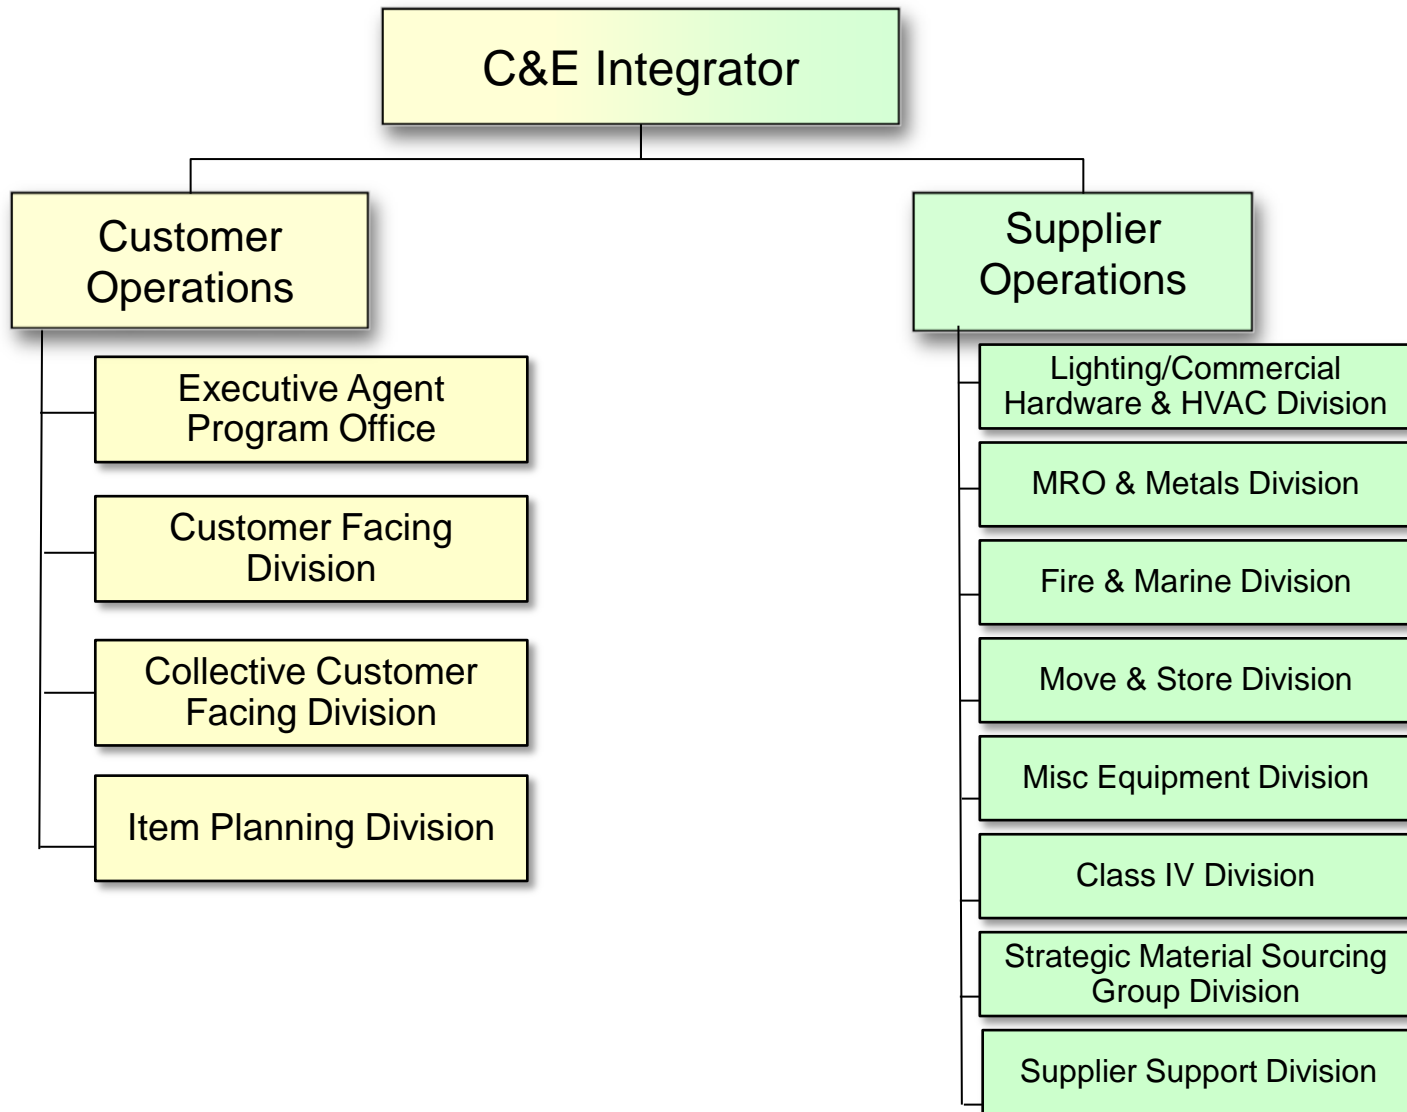 C&E Integrator
Customer
Operations
Executive Agent
Program Office
Customer Facing
Division
Collective Customer
Facing Division
Item Planning Division
Supplier
Operations
Lighting/Commercial
Hardware & HVAC Division
MRO & Metals Division
Fire & Marine Division
Move & Store Division
Misc Equipment Division
Class IV Division
Strategic Material Sourcing
Group Division
Supplier Support Division